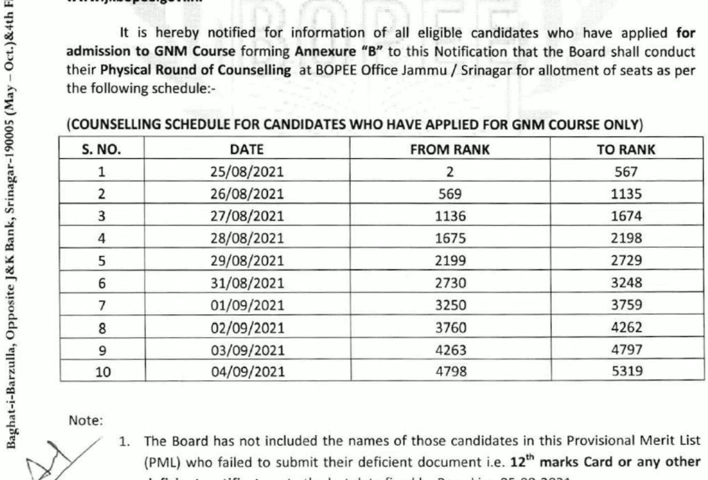 It is hereby notified for information of all eligible candidates who have applied for
admission to GNM Course forming Annexure "B" to this Notification that the Board shall conduct
their Physical Round of Counselling at BOPEE Office Jammu / Srinagar for allotment of seats as per
the following schedule:-
(COUNSELLING SCHEDULE FOR CANDIDATES WHO HAVE APPLIED FOR GNM COURSE ONLY)
S. NO. DATE FROM RANK TO RANK
1 25/08/2021 2 567
2 26/08/2021 569 1135
3 27/08/2021 1136 1674
4 28/08/2021 1675 2198
5 29/08/2021 2199 2729
6 31/08/2021 2730 3248
7 01/09/2021 3250 3759
8 02/09/2021 3760 4262
9 03/09/2021 4263 4797
10 04/09/2021 4798 5319
Note:
1. The Board has not included the names of those candidates in this Provisional Merit List
(PML) who failed to submit their deficient document i.e. 12th marks Card or any other
Baghat-i-Barzulla, Opposite J&K Bank, Srinagar-190005 (May – Oct.)&4th
BOPEE